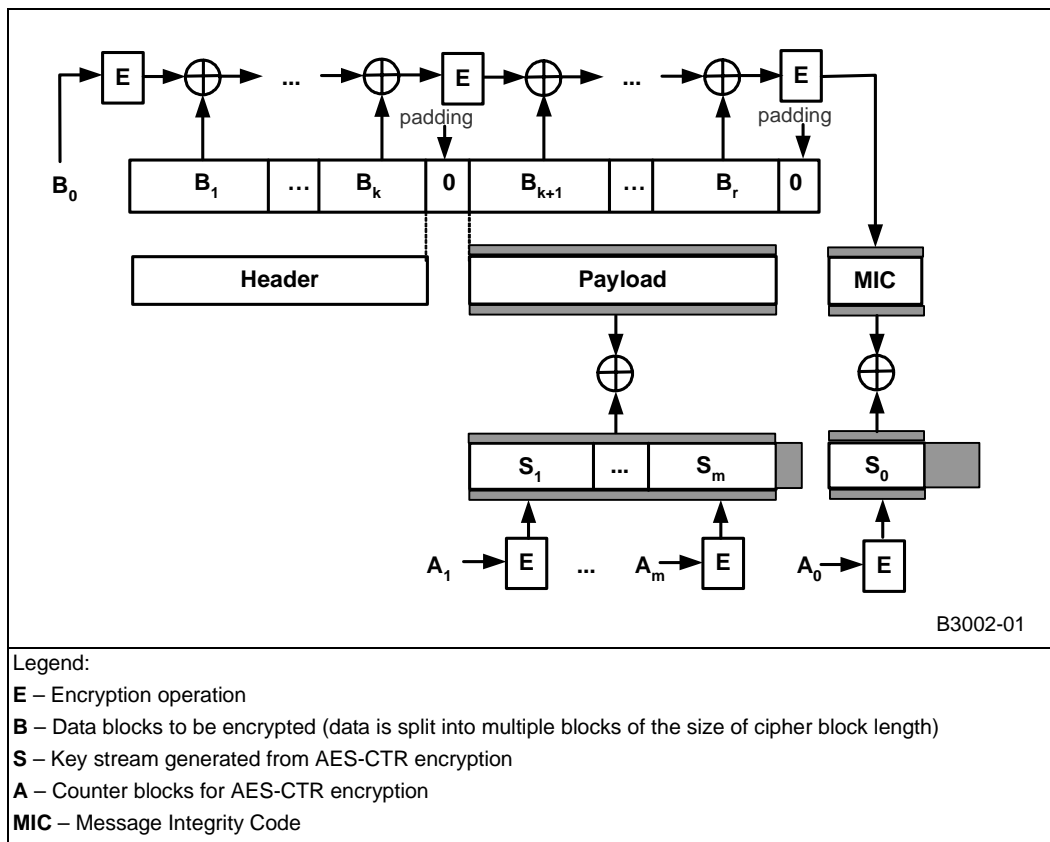 E ... E ... E
padding padding
B0 B1 ... Bk 0 Bk+1 ... Br 0
Header Payload MIC
S1 ... Sm S0
A1 E ... Am E A0 E
B3002-01
Legend:
E – Encryption operation
B – Data blocks to be encrypted (data is split into multiple blocks of the size of cipher block length)
S – Key stream generated from AES-CTR encryption
A – Counter blocks for AES-CTR encryption
MIC – Message Integrity Code